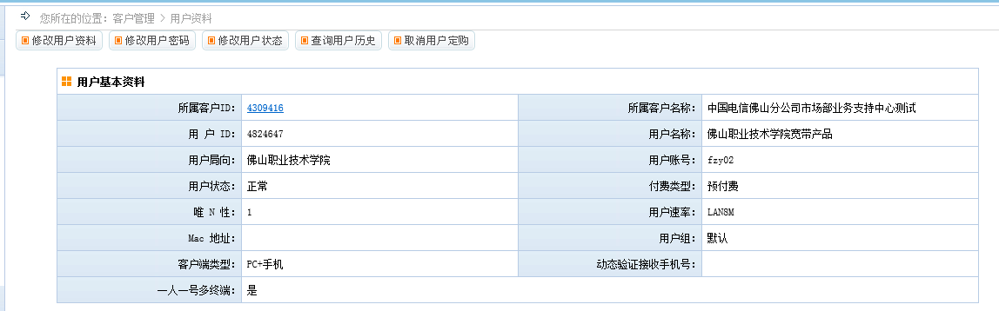 您所在的位置：客户管理 > 用户资料
修改用户资料 修改用户密码 修改用户状态 查询用户历史 取消用户定购
用户基本资料
所属客户ID： 4309416 所属客户名称： 中国电信佛山分公司市场部业务支持中心测试
用 户 ID： 4824647 用户名称： 佛山职业技术学院宽带产品
用户局向： 佛山职业技术学院 用户账号： fzy02
用户状态： 正常 付费类型： 预付费
唯 N 性： 1 用户速率： LAN8M
Mac 地址： 用户组： 默认
客户端类型： PC+手机 动态验证接收手机号：
一人一号多终端： 是